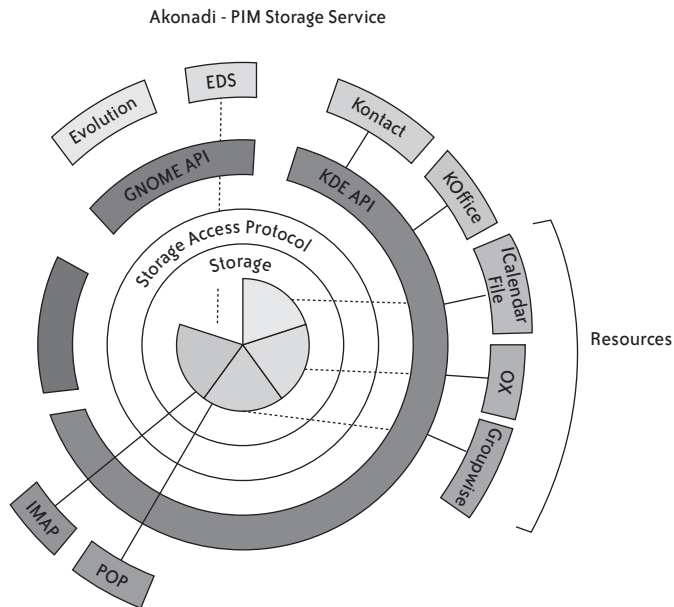 Akonadi - PIM Storage Service
EDS
Evolution
Kontact
GNOME API
KDE API
KOffice
Storage Access Protocol
Storage
ICalendar
File
Resources
OX
Groupwise
IMAP
POP